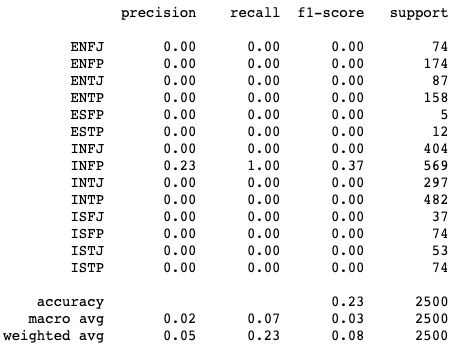 precision recall f1-score support
ENFJ 0.00 0.00 0.00 74
ENFP 0.00 0.00 0.00 174
ENTJ 0.00 0.00 0.00 87
ENTP 0.00 0.00 0.00 158
ESFP 0.00 0.00 0.00 5
ESTP 0.00 0.00 0.00 12
INFJ 0.00 0.00 0.00 404
INFP 0.23 1.00 0.37 569
INTJ 0.00 0.00 0.00 297
INTP 0.00 0.00 0.00 482
ISFJ 0.00 0.00 0.00 37
ISFP 0.00 0.00 0.00 74
ISTJ 0.00 0.00 0.00 53
ISTP 0.00 0.00 0.00 74
accuracy 0.23 2500
macro avg 0.02 0.07 0.03 2500
weighted avg 0.05 0.23 0.08 2500